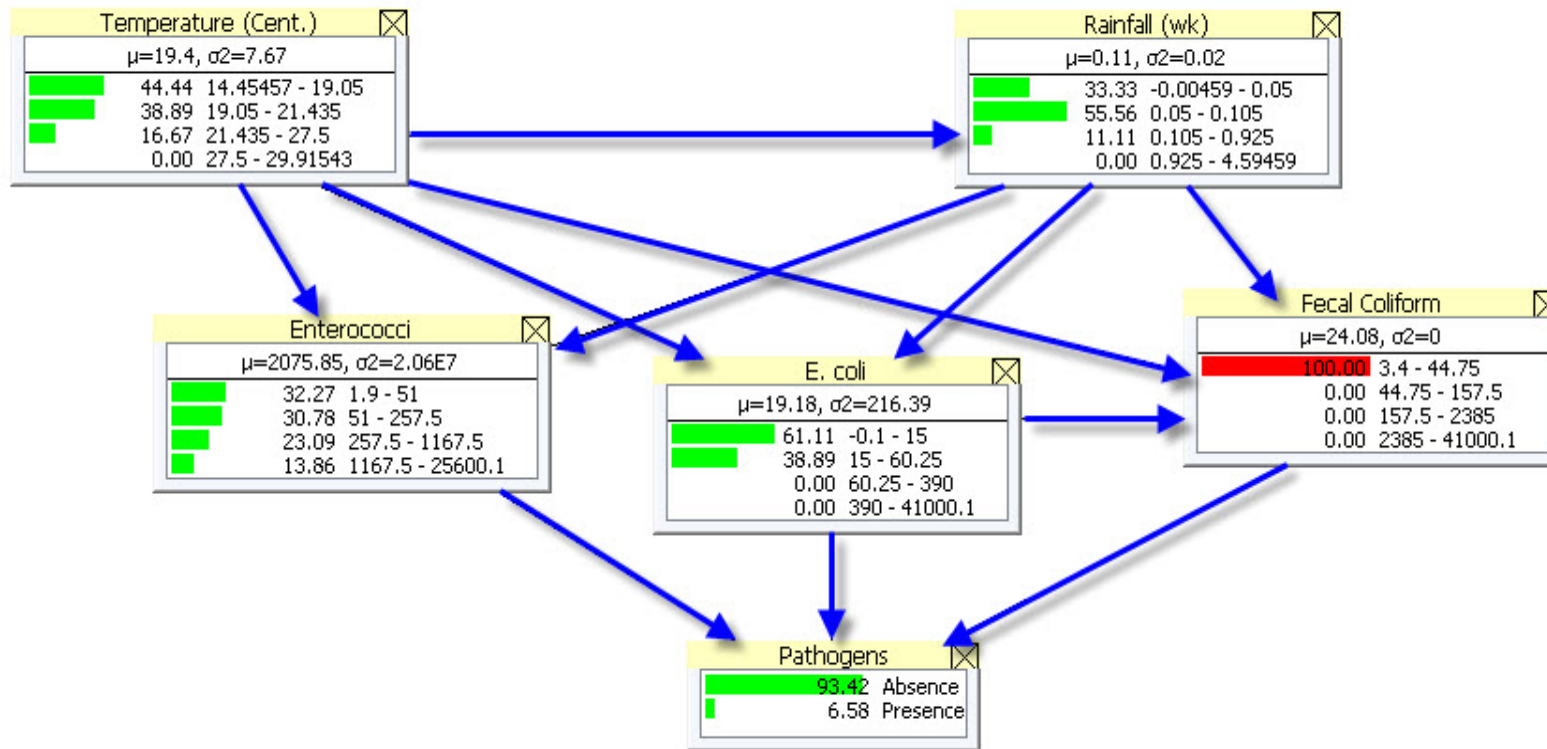 Temperature (Cent.)
μ=19.4, σ2=7.67
44.44 14.45457 - 19.05
38.89 19.05 - 21.435
16.67 21.435 - 27.5
0.00 27.5 - 29.91543
Rainfall (wk)
μ=0.11, σ2=0.02
33.33 -0.00459 - 0.05
55.56 0.05 - 0.105
11.11 0.105 - 0.925
0.00 0.925 - 4.59459
Enterococci
μ=2075.85, σ2=2.06E7
32.27 1.9 - 51
30.78 51 - 257.5
23.09 257.5 - 1167.5
13.86 1167.5 - 25600.1
E. coli
μ=19.18, σ2=216.39
61.11 -0.1 - 15
38.89 15 - 60.25
0.00 60.25 - 390
0.00 390 - 41000.1
Fecal Coliform
μ=24.08, σ2=0
100.00 3.4 - 44.75
0.00 44.75 - 157.5
0.00 157.5 - 2385
0.00 2385 - 41000.1
Pathogens
93.42 Absence
6.58 Presence